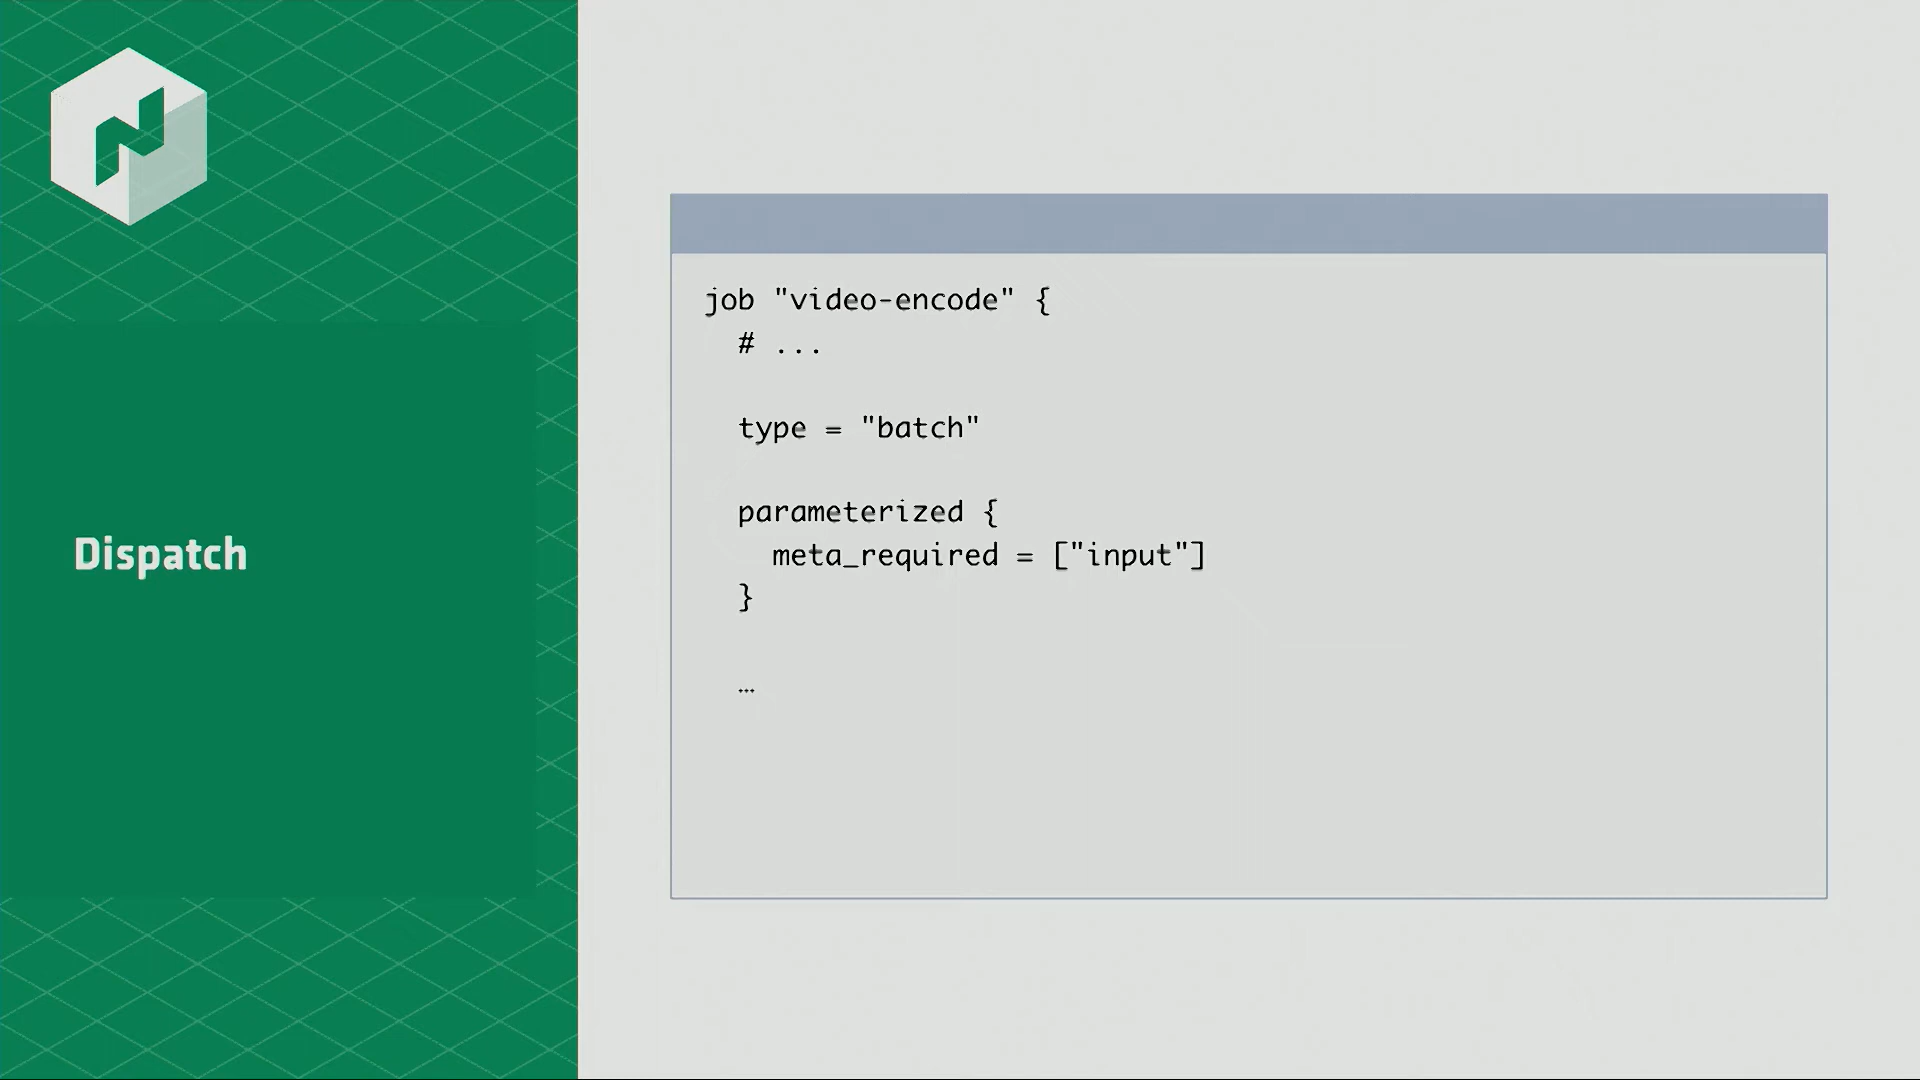 Dispatch
job "video-encode" {
  # ...
  type = "batch"
  parameterized {
    meta_required = ["input"]
  }
  …